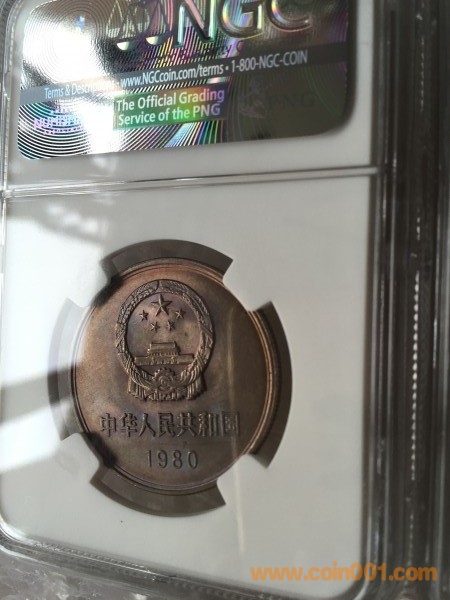 NGC
Terms & Desc www.NGCcoin.com/terms • 1-800-NGC-COIN
The Official Grading
Service of the PNG
中华人民共和国
1980
www.coin001.com